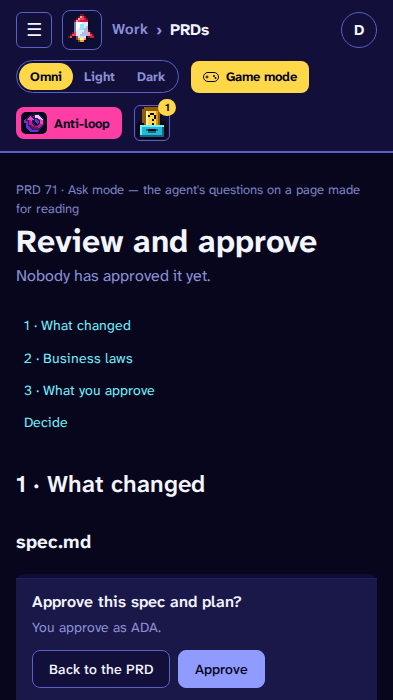 Work › PRDs
D
Omni Light Dark
Game mode
Anti-loop
1
PRD 71 · Ask mode — the agent's questions on a page made
for reading
Review and approve
Nobody has approved it yet.
1 · What changed
2 · Business laws
3 · What you approve
Decide
1 · What changed
spec.md
Approve this spec and plan?
You approve as ADA.
Back to the PRD
Approve